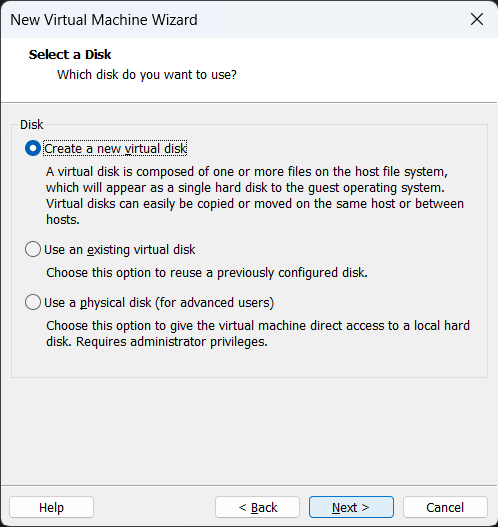 New Virtual Machine Wizard
Select a Disk
Which disk do you want to use?
Disk
Create a new virtual disk
A virtual disk is composed of one or more files on the host file system,
which will appear as a single hard disk to the guest operating system.
Virtual disks can easily be copied or moved on the same host or between
hosts.
Use an existing virtual disk
Choose this option to reuse a previously configured disk.
Use a physical disk (for advanced users)
Choose this option to give the virtual machine direct access to a local hard
disk. Requires administrator privileges.
Help
< Back
Next >
Cancel